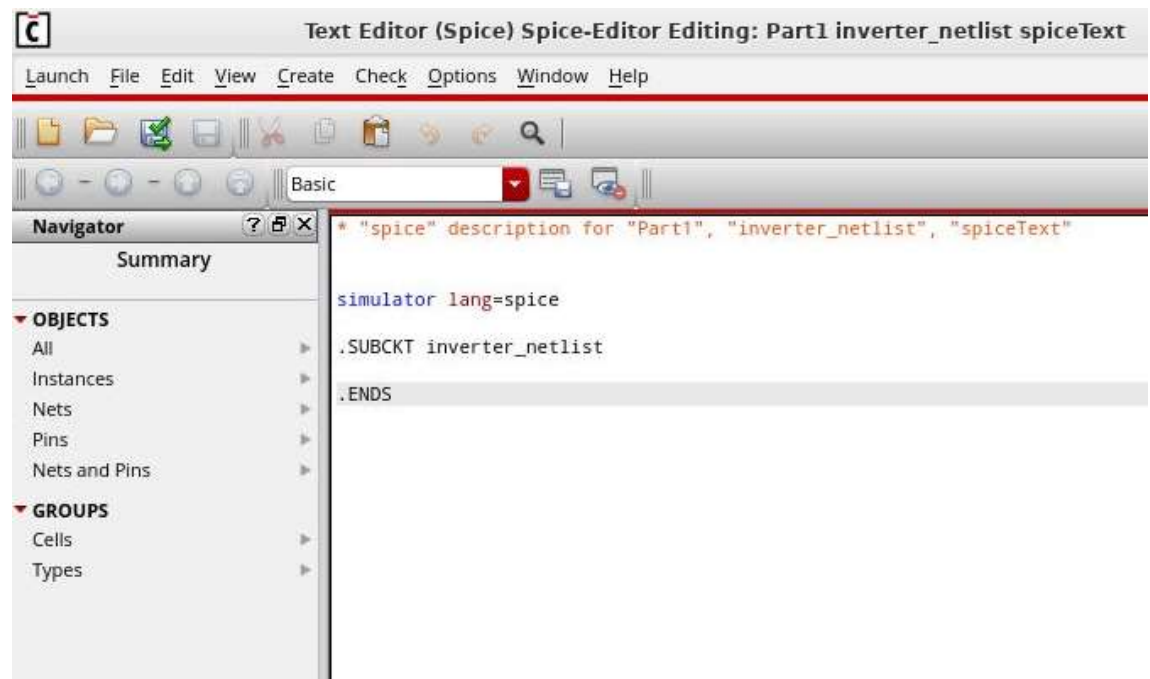 Text Editor (Spice) Spice-Editor Editing: Part1 inverter_netlist spiceText
Launch File Edit View Create Check Options Window Help
Basic
Navigator
Summary
OBJECTS
All
Instances
Nets
Pins
Nets and Pins
GROUPS
Cells
Types
* "spice" description for "Part1", "inverter_netlist", "spiceText"
simulator lang=spice
.SUBCKT inverter_netlist
.ENDS